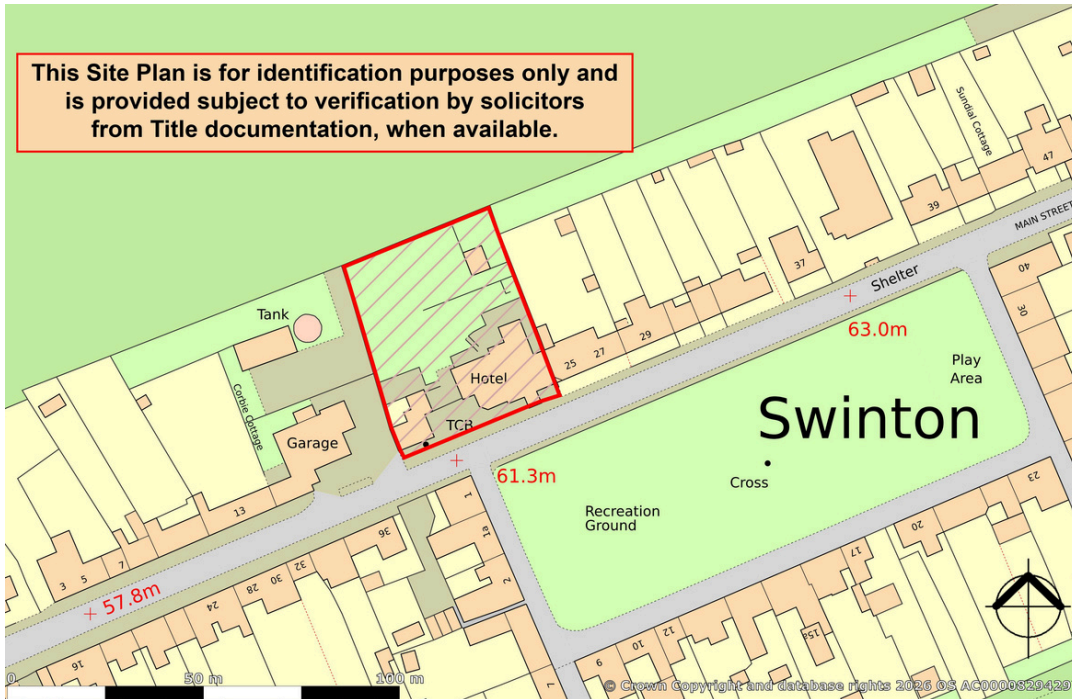 This Site Plan is for identification purposes only and
is provided subject to verification by solicitors
from Title documentation, when available.
Sundial Cottage
47
39
MAIN STREET
37
Shelter
63.0m
40
30
Tank
29
27
25
Hotel
Play
Area
Corbie Cottage
Garage
TCB
Swinton
61.3m
Cross
Recreation
Ground
13
7
5
3
57.8m
36
32
30
28
24
16
1
1a
2
23
20
17
15a
12
10
9
7
0
50 m
100 m
© Crown Copyright and database rights 2026 OS AC0000829429